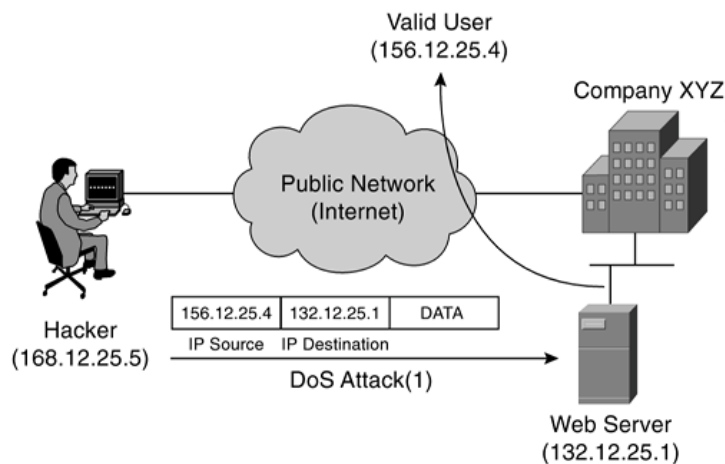 Valid User
(156.12.25.4)
Company XYZ
Public Network
(Internet)
Hacker
(168.12.25.5)
156.12.25.4 132.12.25.1 DATA
IP Source IP Destination
DoS Attack(1)
Web Server
(132.12.25.1)